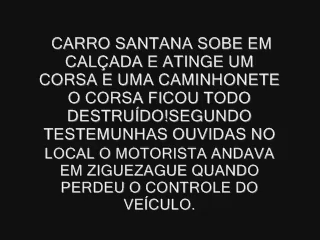 CARRO SANTANA SOBE EM
CALÇADA E ATINGE UM
CORSA E UMA CAMINHONETE
O CORSA FICOU TODO
DESTRUÍDO!SEGUNDO
TESTEMUNHAS OUVIDAS NO
LOCAL O MOTORISTA ANDAVA
EM ZIGUEZAGUE QUANDO
PERDEU O CONTROLE DO
VEÍCULO.